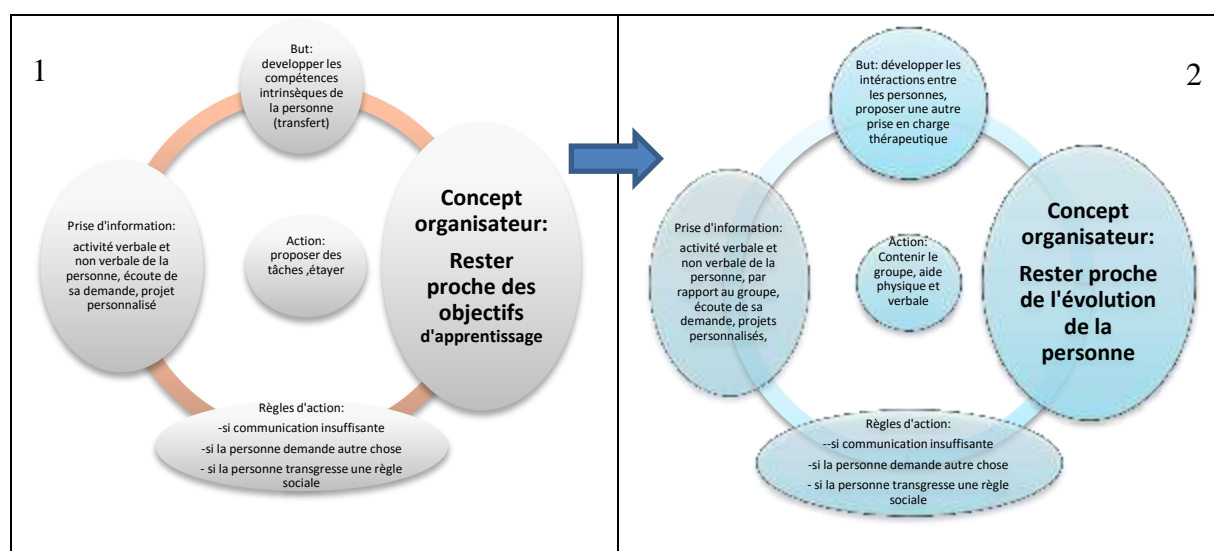 1
But:
developper les
compétences
intrinsèques de
la personne
(transfert)
Concept
organisateur:
Rester
proche des
objectifs
d'apprentissage
Prise d'information:
activité verbale et
non verbale de la
personne, écoute de
sa demande, projet
personnalisé
Action:
proposer des
tâches ,étayer
Règles d'action:
-si communication insuffisante
-si la personne demande autre chose
- si la personne transgresse une règle
sociale
2
But: développer les
intéractions entre
les personnes,
proposer une autre
prise en charge
thérapeutique
Concept
organisateur:
Rester proche
de l'évolution
de la
personne
Prise d'information:
activité verbale et
non verbale de la
personne, par
rapport au groupe,
écoute de sa
demande, projets
personnalisés,
Action:
Contenir le
groupe, aide
physique et
verbale
Règles d'action:
--si communication insuffisante
-si la personne demande autre chose
- si la personne transgresse une règle
sociale